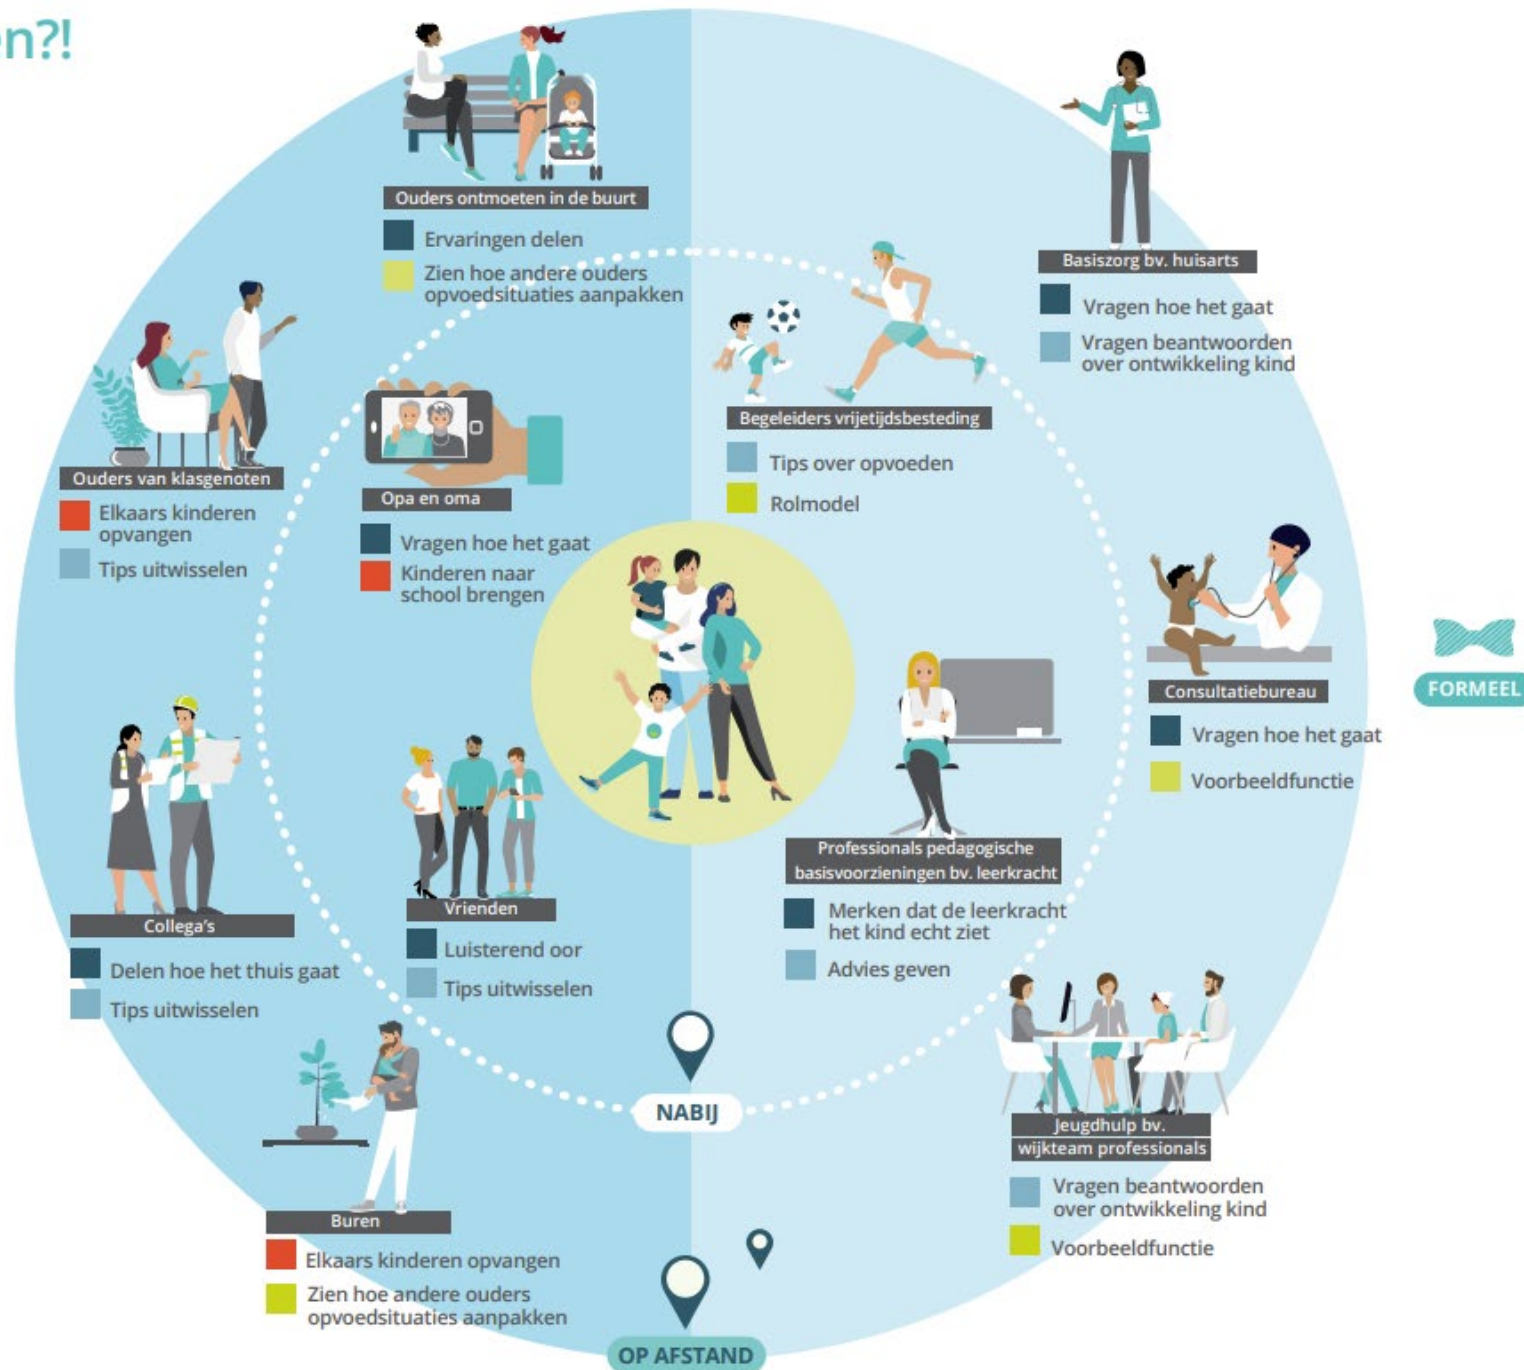 en?!
Ouders ontmoeten in de buurt
Ervaringen delen
Zien hoe andere ouders
opvoedsituaties aanpakken
Basiszorg bv. huisarts
Vragen hoe het gaat
Vragen beantwoorden
over ontwikkeling kind
Ouders van klasgenoten
Elkaars kinderen
opvangen
Tips uitwisselen
Opa en oma
Vragen hoe het gaat
Kinderen naar
school brengen
Begeleiders vrijetijdsbesteding
Tips over opvoeden
Rolmodel
Consultatiebureau
Vragen hoe het gaat
Voorbeeldfunctie
FORMEEL
Collega's
Delen hoe het thuis gaat
Tips uitwisselen
Vrienden
Luisterend oor
Tips uitwisselen
Professionals pedagogische
basisvoorzieningen bv. leerkracht
Merken dat de leerkracht
het kind echt ziet
Advies geven
NABIJ
Jeugdhulp bv.
wijkteam professionals
Vragen beantwoorden
over ontwikkeling kind
Voorbeeldfunctie
Buren
Elkaars kinderen opvangen
Zien hoe andere ouders
opvoedsituaties aanpakken
OP AFSTAND